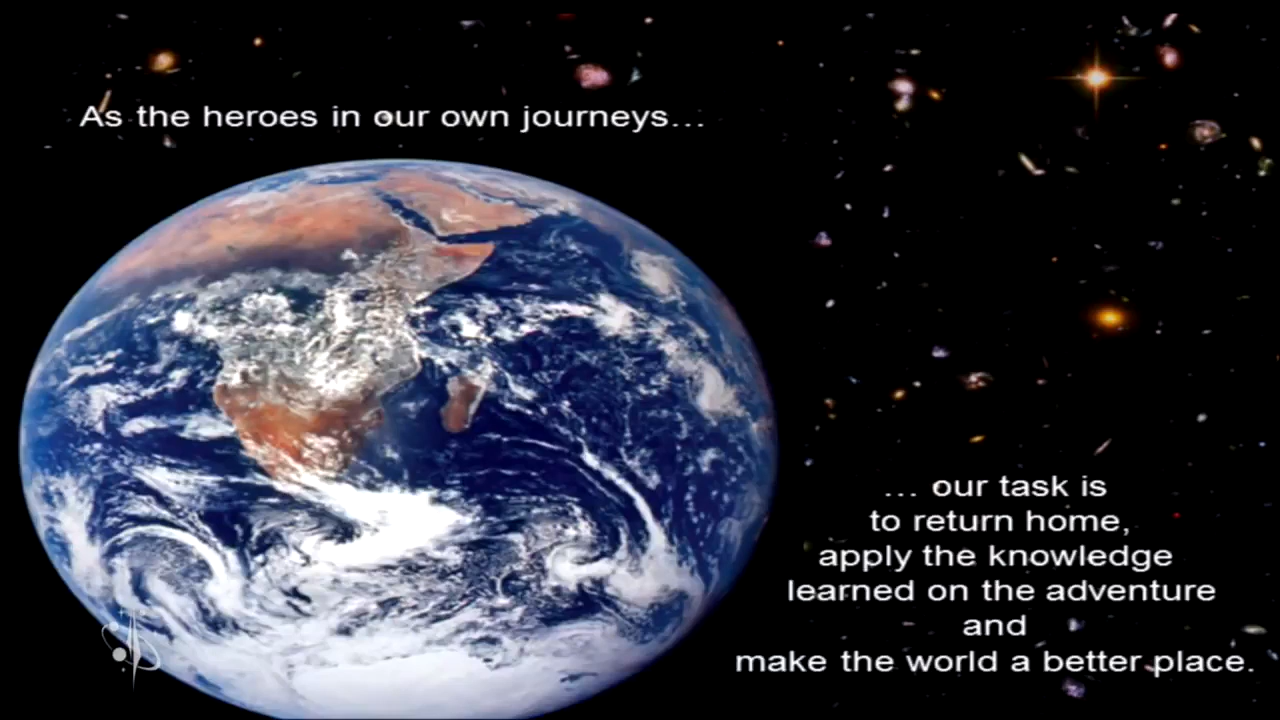 As the heroes in our own journeys…
… our task is
to return home,
apply the knowledge
learned on the adventure
and
make the world a better place.